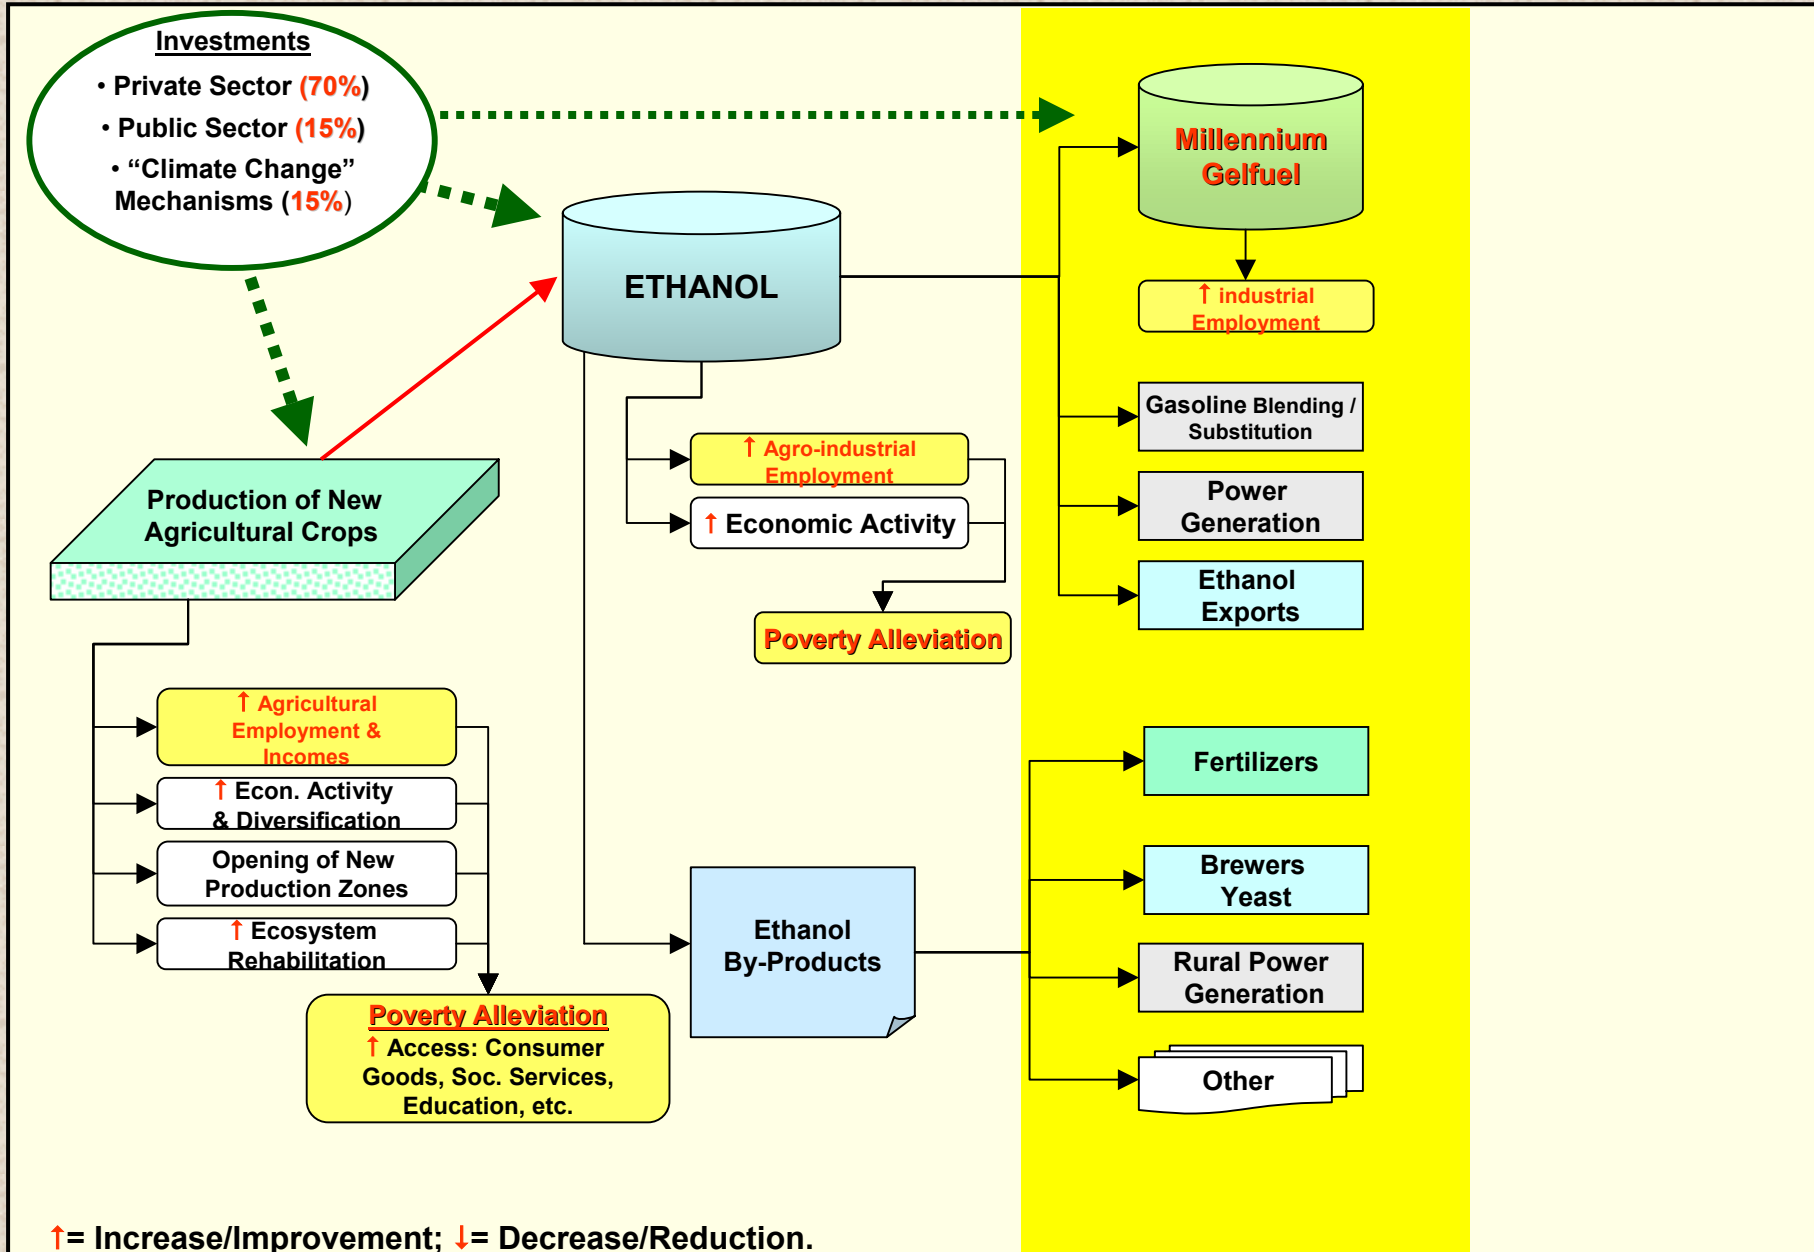 Investments
• Private Sector (70%)
• Public Sector (15%)
• “Climate Change”
Mechanisms (15%)
Millennium
Gelfuel
ETHANOL
↑ industrial
Employment
Gasoline Blending /
Substitution
↑ Agro-industrial
Employment
Power
Generation
↑ Economic Activity
Production of New
Agricultural Crops
Ethanol
Exports
Poverty Alleviation
↑ Agricultural
Employment &
Incomes
↑ Econ. Activity
& Diversification
Opening of New
Production Zones
↑ Ecosystem
Rehabilitation
Poverty Alleviation
↑ Access: Consumer
Goods, Soc. Services,
Education, etc.
Ethanol
By-Products
Fertilizers
Brewers
Yeast
Rural Power
Generation
Other
↑= Increase/Improvement; ↓= Decrease/Reduction.